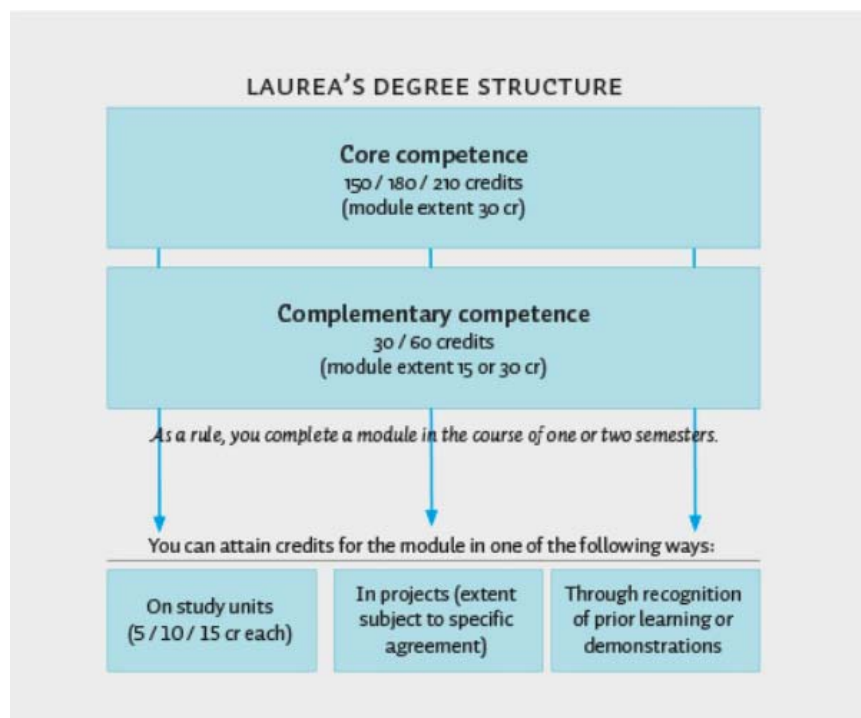 LAUREA'S DEGREE STRUCTURE
Core competence
150 / 180 / 210 credits
(module extent 30 cr)
Complementary competence
30 / 60 credits
(module extent 15 or 30 cr)
As a rule, you complete a module in the course of one or two semesters.
You can attain credits for the module in one of the following ways:
On study units
(5 / 10 / 15 cr each)
In projects (extent
subject to specific
agreement)
Through recognition
of prior learning or
demonstrations